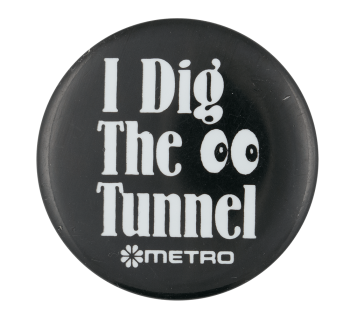 I Dig
The
Tunnel
METRO